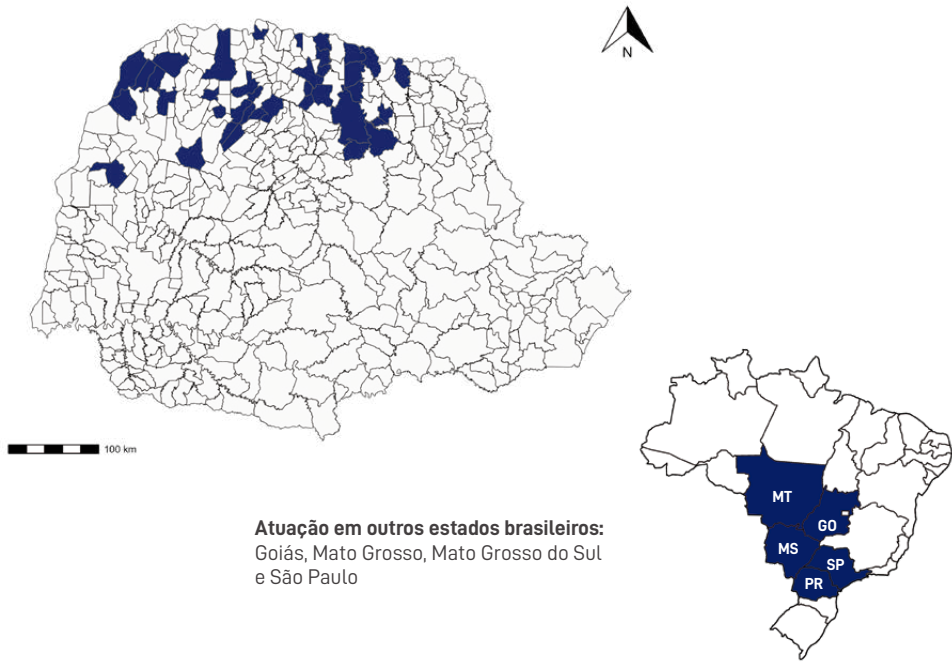 N
100 km
MT
GO
MS
SP
PR
Atuação em outros estados brasileiros:
Goiás, Mato Grosso, Mato Grosso do Sul
e São Paulo